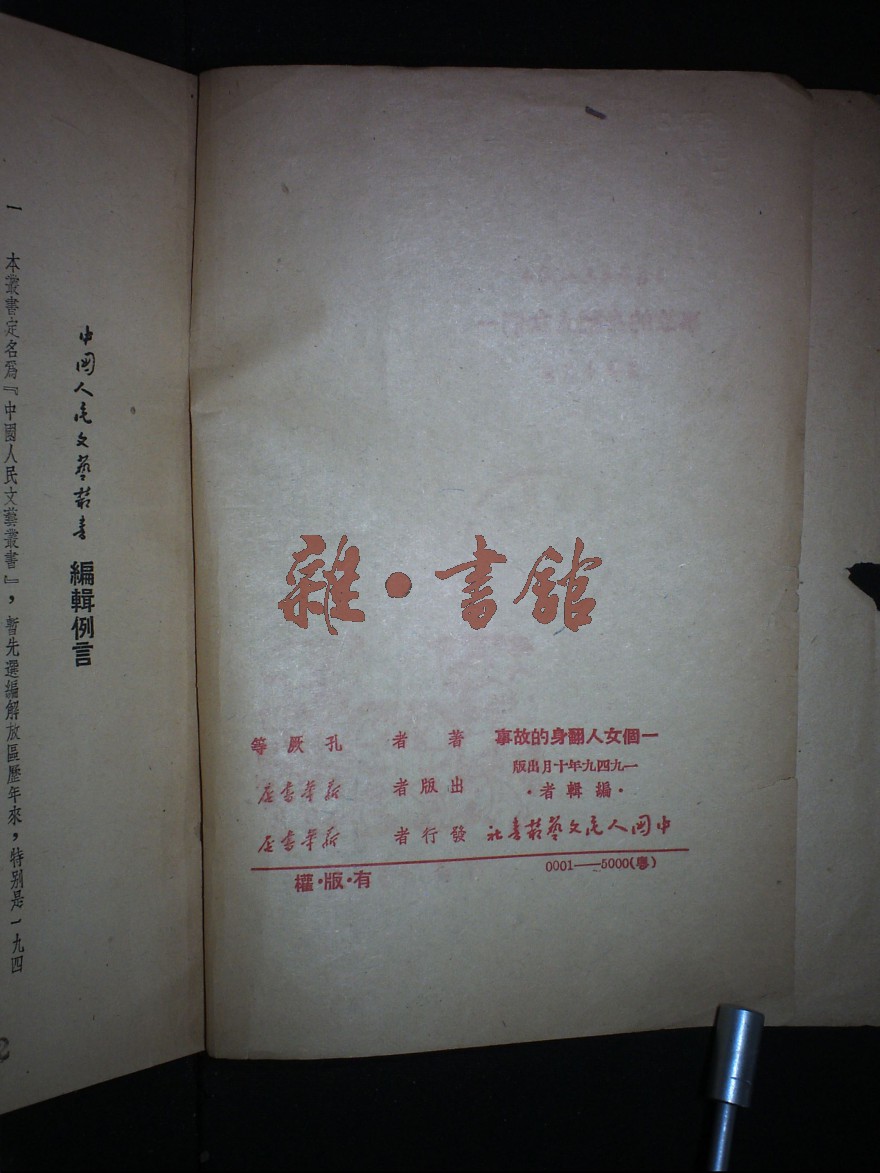 中國人民文藝叢書 編輯例言
一 本叢書定名爲『中國人民文藝叢書』,暫先選編解放區歷年來,特别是一九四
雜·書館
一個女人翻身的故事
一九四九年十月出版
·編輯者·
中國人民文藝叢書社
著者 孔厥等
出版者 新華書店
發行者 新華書店
0001——5000(粵)
有·版·權